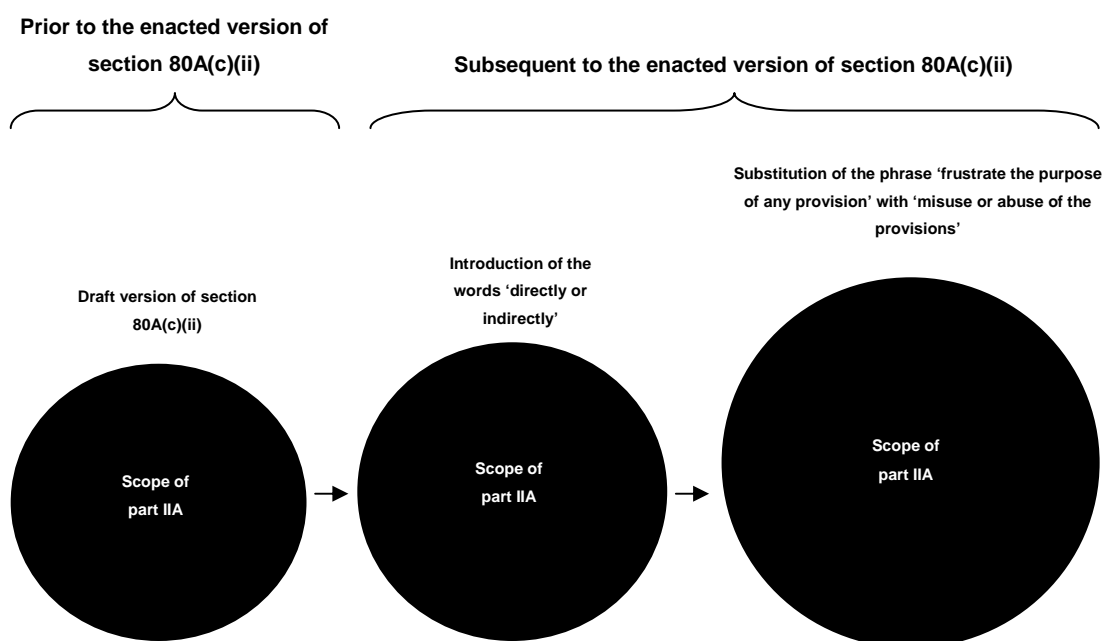 Prior to the enacted version of
section 80A(c)(ii)
Subsequent to the enacted version of section 80A(c)(ii)
Substitution of the phrase ‘frustrate the purpose
of any provision’ with ‘misuse or abuse of the
provisions’
Introduction of the
words ‘directly or
indirectly’
Draft version of section
80A(c)(ii)
Scope of
part IIA
Scope of
part IIA
Scope of
part IIA